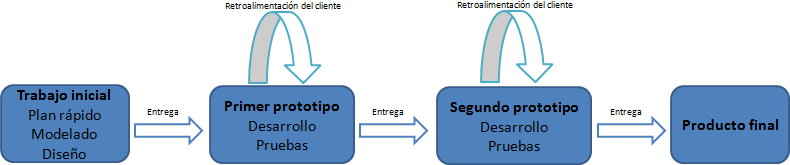 Retroalimentación del cliente
Retroalimentación del cliente
Trabajo inicial
Plan rápido
Modelado
Diseño
Entrega
Primer prototipo
Desarrollo
Pruebas
Entrega
Segundo prototipo
Desarrollo
Pruebas
Entrega
Producto final